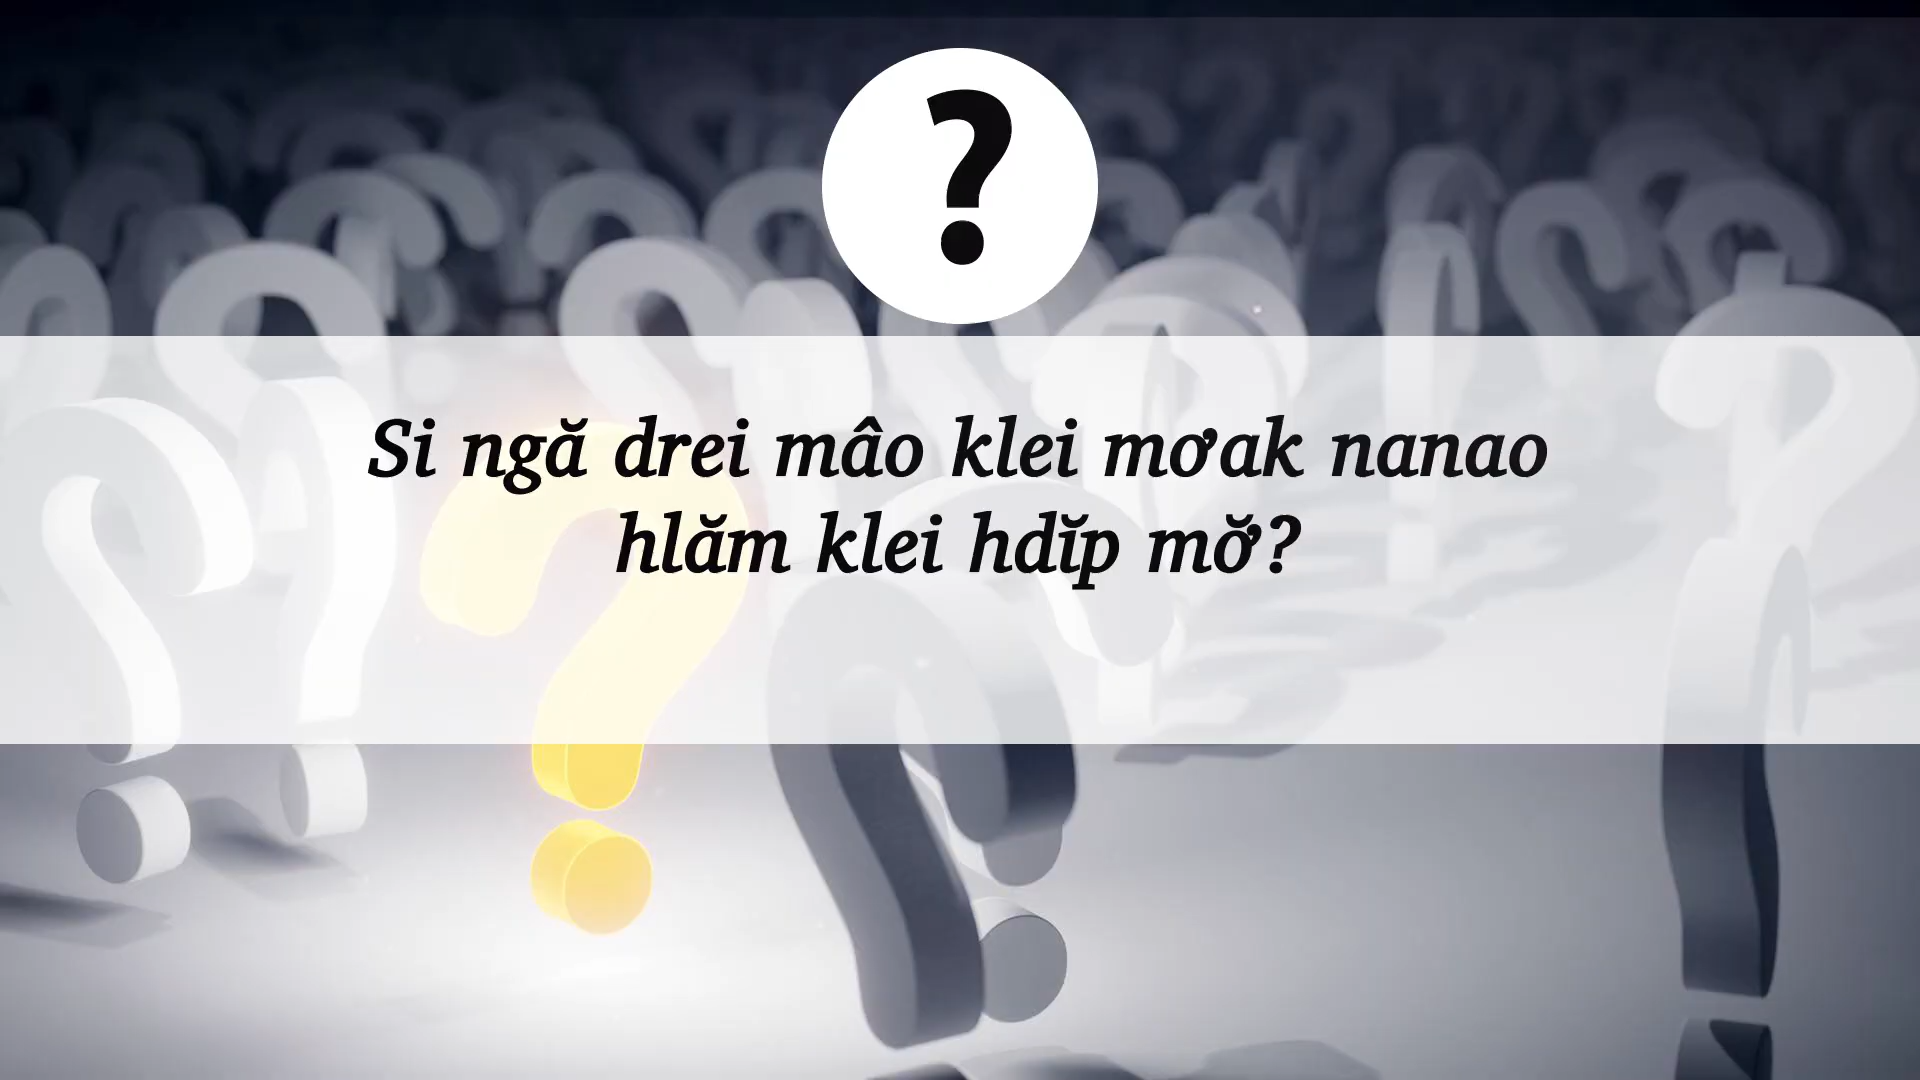 ?
Si ngă drei mâo klei mơak nanao
hlăm klei hdĭp mơ̆?